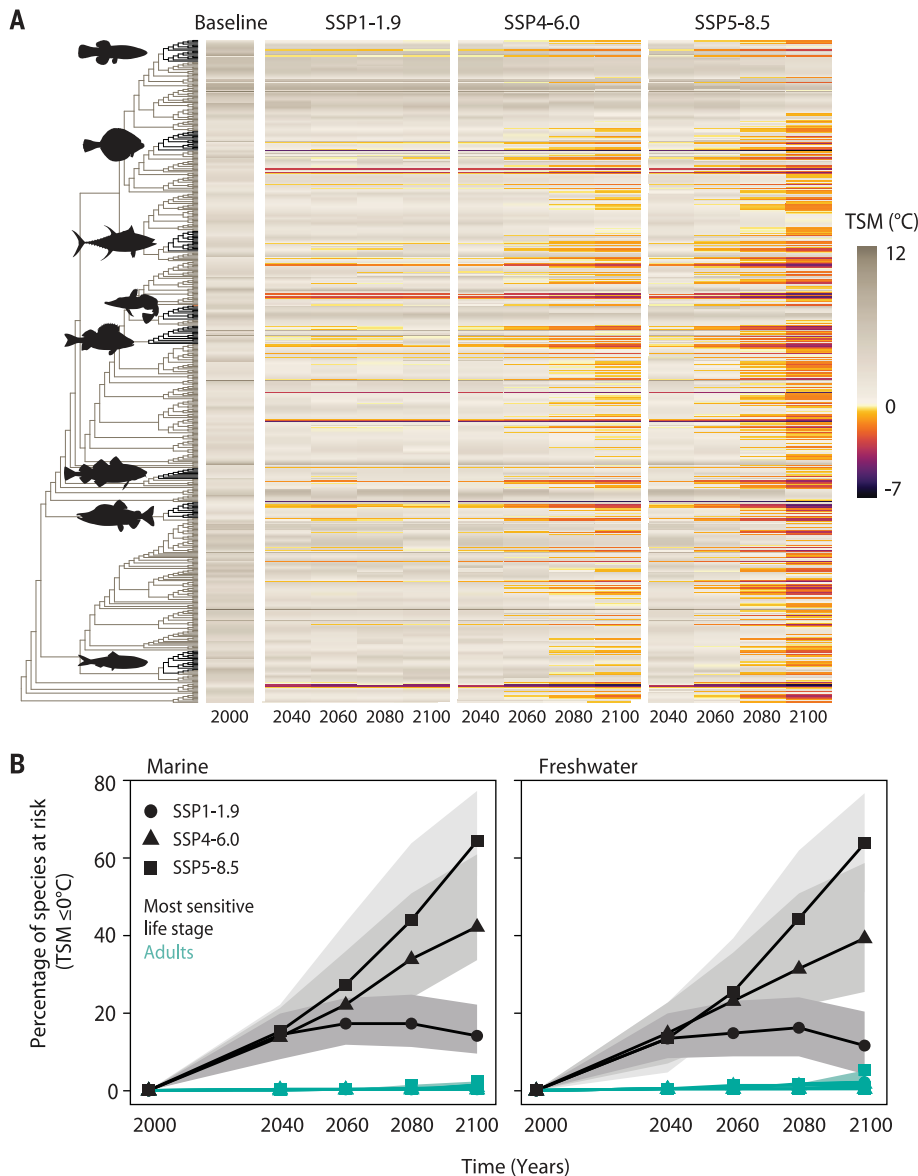 A
Baseline SSP1-1.9 SSP4-6.0 SSP5-8.5
TSM (°C)
12
0
-7
2000 2040 2060 2080 2100 2040 2060 2080 2100 2040 2060 2080 2100
B
Marine Freshwater
Percentage of species at risk
(TSM ≤0°C)
80
60
40
20
0
SSP1-1.9
SSP4-6.0
SSP5-8.5
Most sensitive
life stage
Adults
2000 2040 2060 2080 2100 2000 2040 2060 2080 2100
Time (Years)